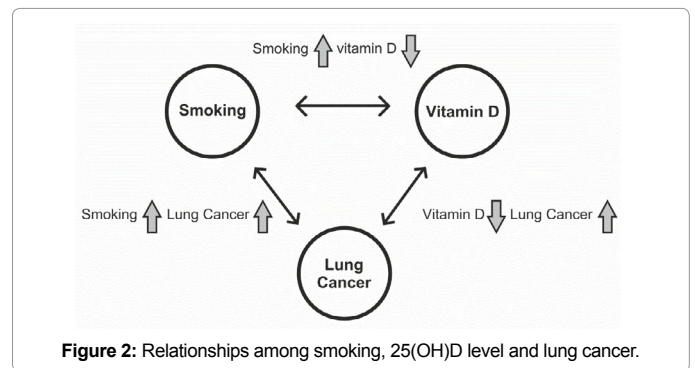 Smoking vitamin D
Smoking
Vitamin D
Smoking Lung Cancer
Vitamin D Lung Cancer
Lung
Cancer
Figure 2: Relationships among smoking, 25(OH)D level and lung cancer.